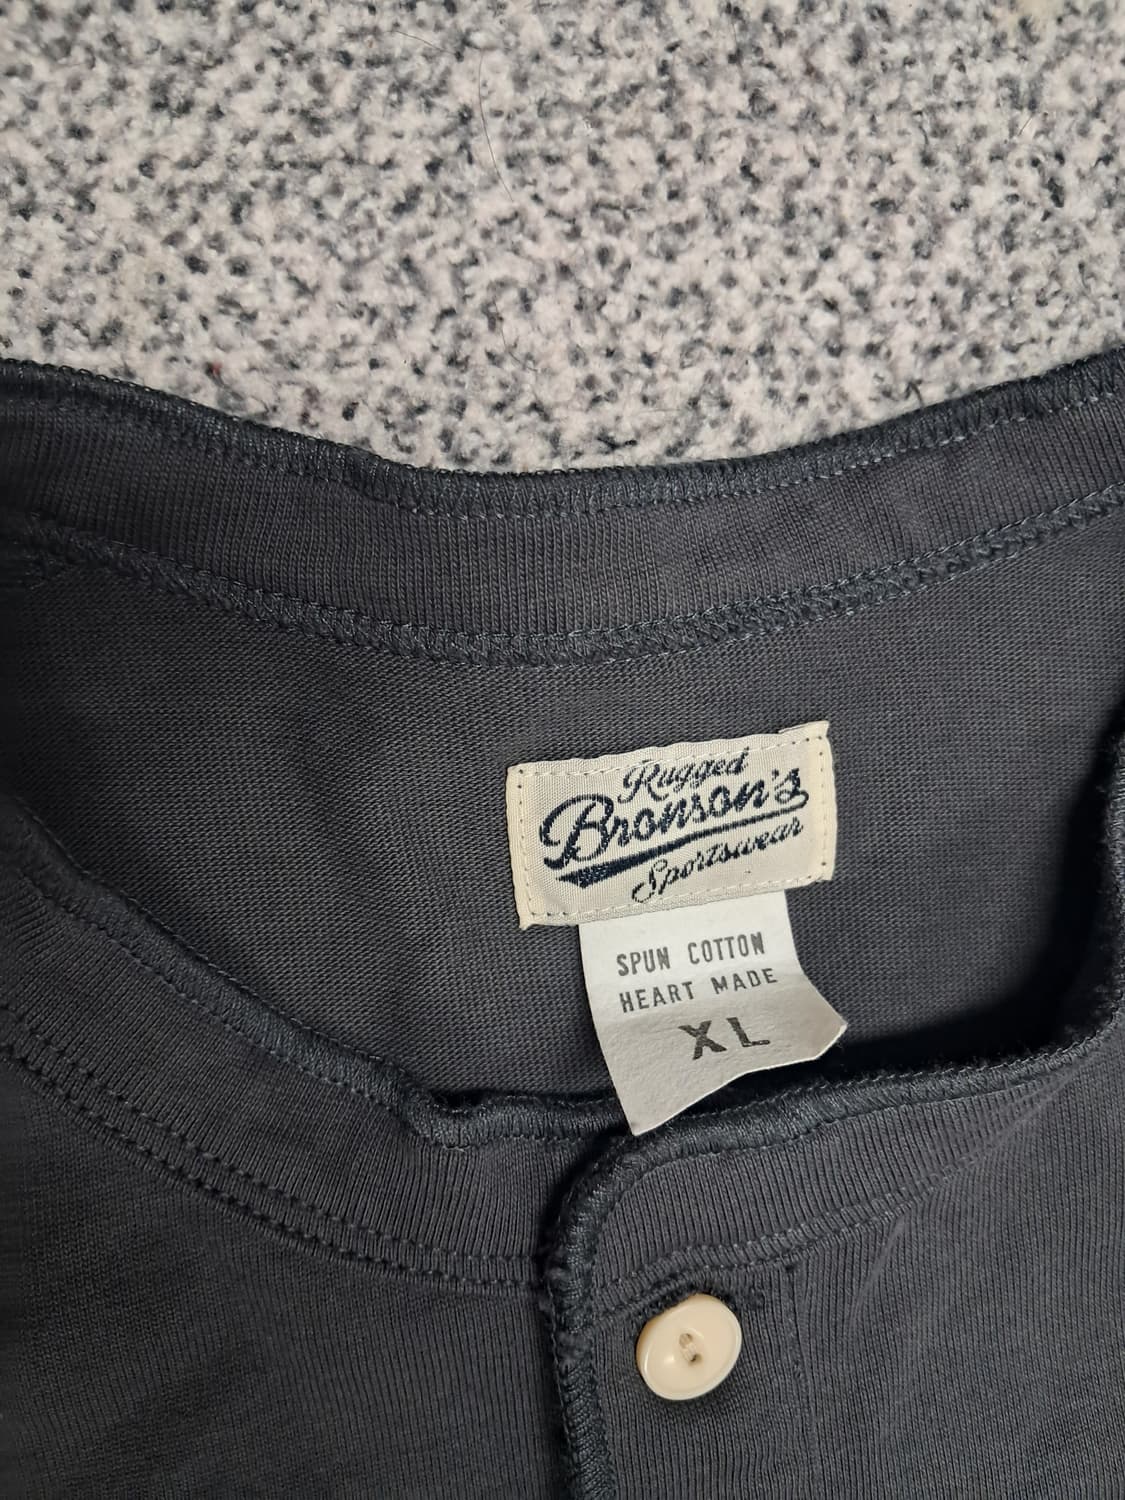 Rugged
Bronson's
Sportswear
SPUN COTTON
HEART MADE
XL